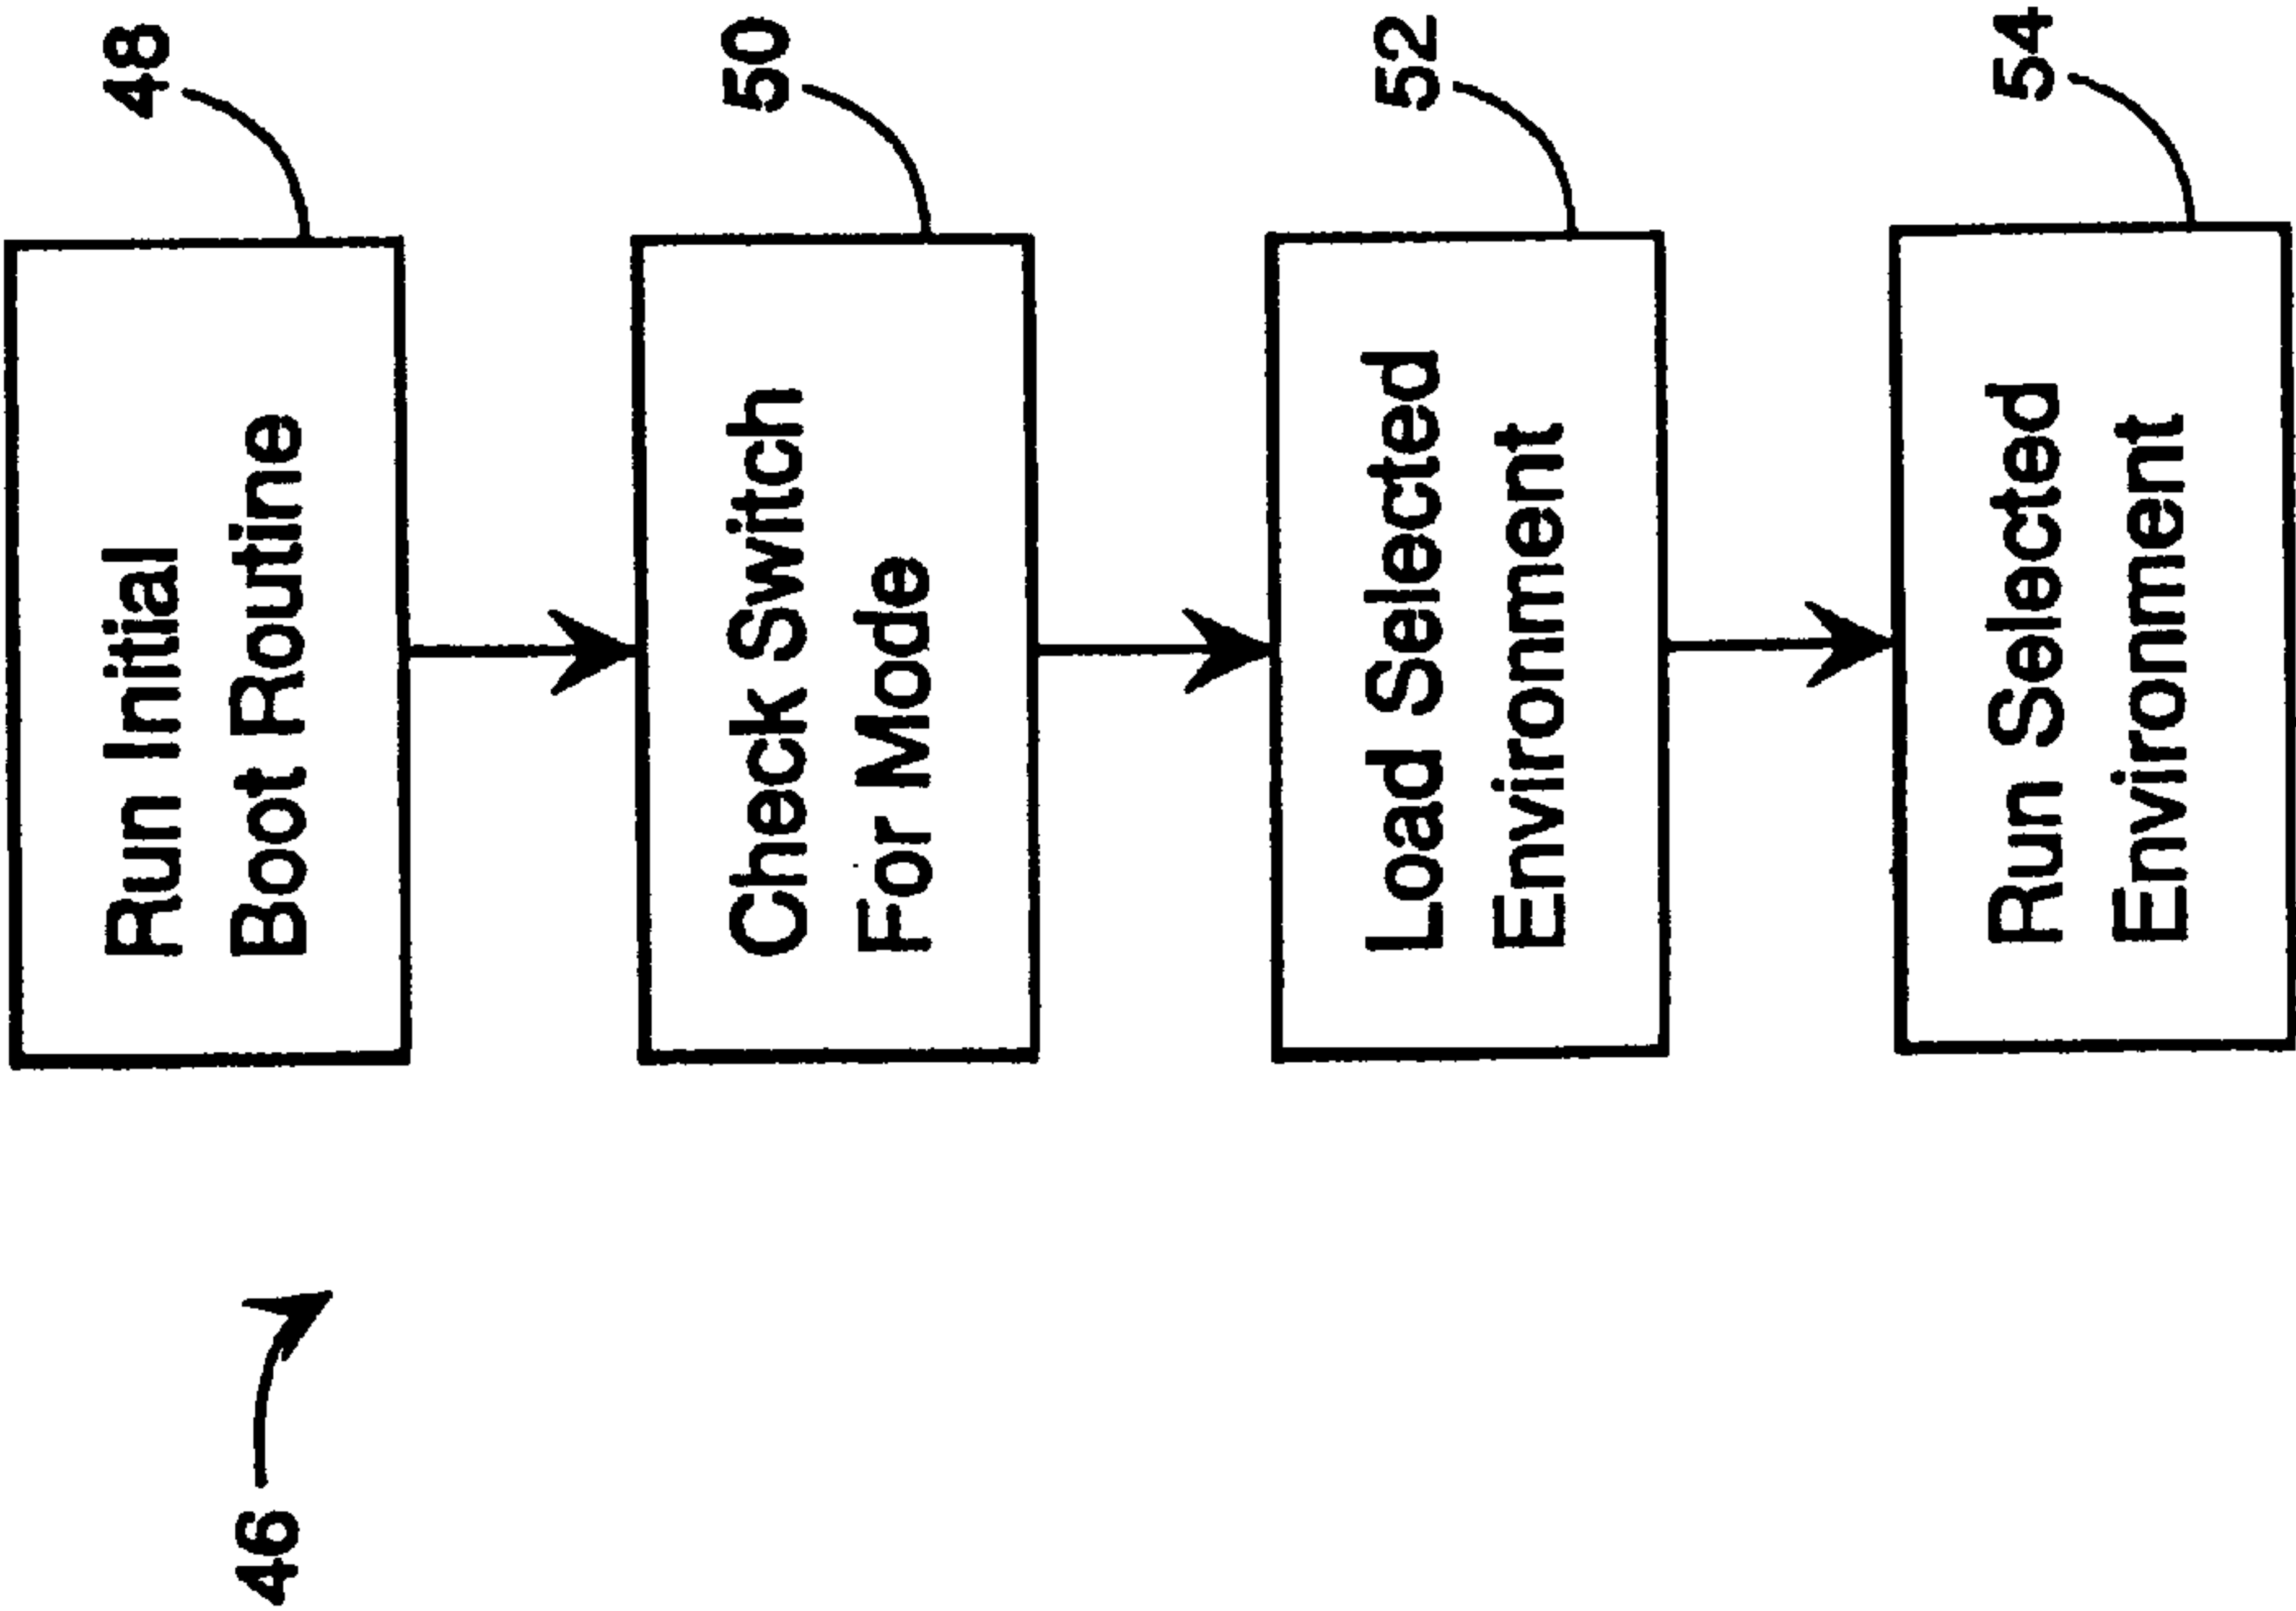 46
Run Initial
Boot Routine
48
Check Switch
For Mode
50
Load Selected
Environment
52
Run Selected
Environment
54